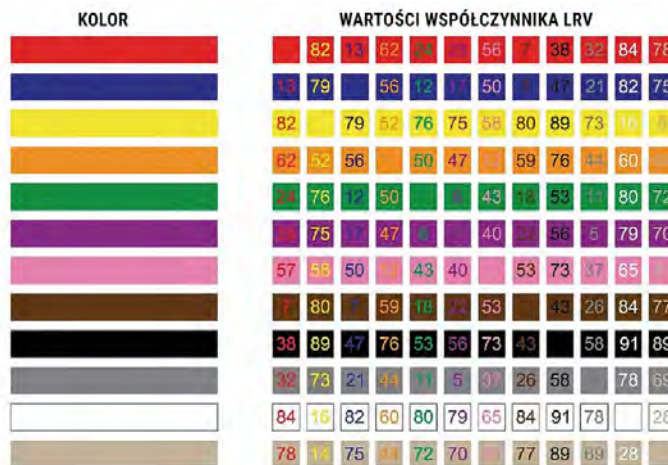 KOLOR WARTOŚCI WSPÓŁCZYNNIKA LRV
82 13 62 24 56 7 38 32 84 78
13 79 56 12 17 50 47 21 82 75
82 79 52 76 75 58 80 89 73 16
62 52 56 50 47 59 76 44 60
24 76 12 50 43 18 53 11 80 72
75 17 47 40 56 5 79 70
57 58 50 43 40 53 73 37 65
7 80 59 18 22 53 43 26 84 77
38 89 47 76 53 56 73 43 58 91 89
32 73 21 44 11 5 37 26 58 78 69
84 16 82 60 80 79 65 84 91 78 28
78 14 75 72 70 77 89 69 28